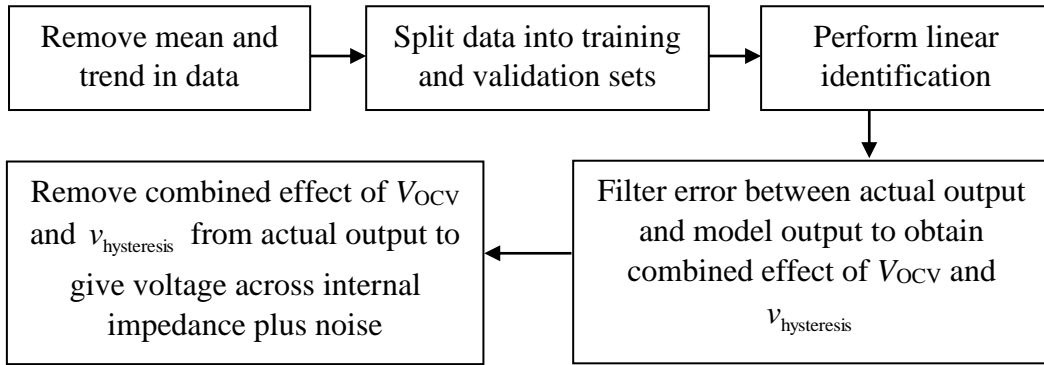 Remove mean and
trend in data
Split data into training
and validation sets
Perform linear
identification
Filter error between actual output
and model output to obtain
combined effect of VOCV and
vhysteresis
Remove combined effect of VOCV
and vhysteresis from actual output to
give voltage across internal
impedance plus noise